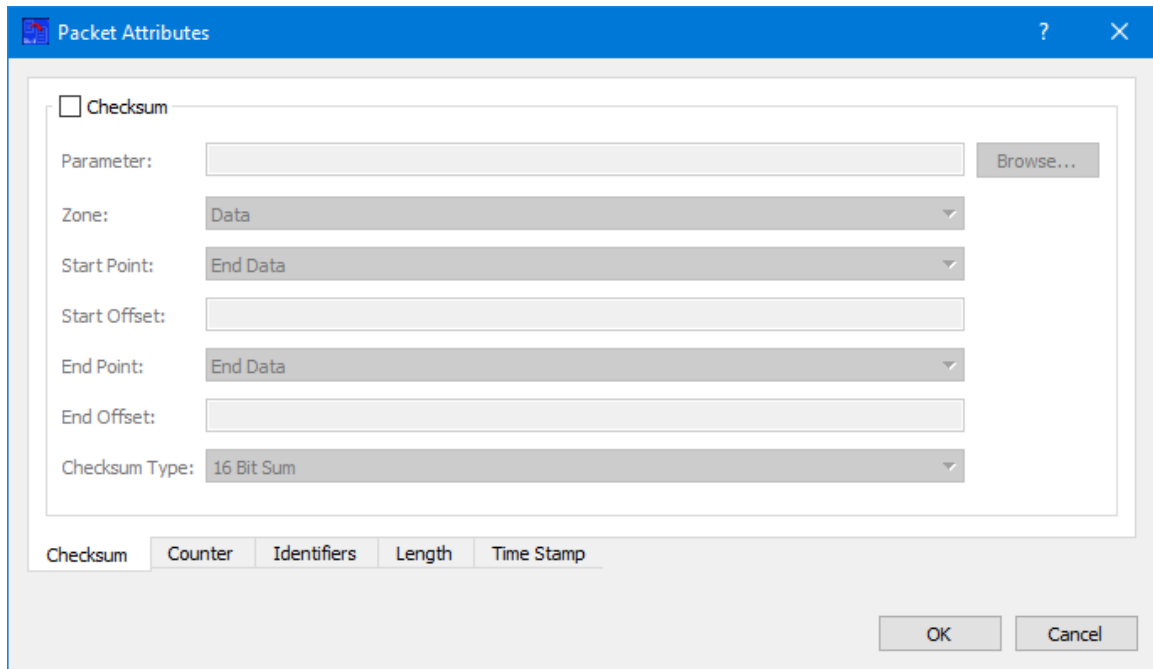 Packet Attributes ?
Checksum
Parameter: Browse...
Zone: Data
Start Point: End Data
Start Offset:
End Point: End Data
End Offset:
Checksum Type: 16 Bit Sum
Checksum Counter Identifiers Length Time Stamp
OK Cancel